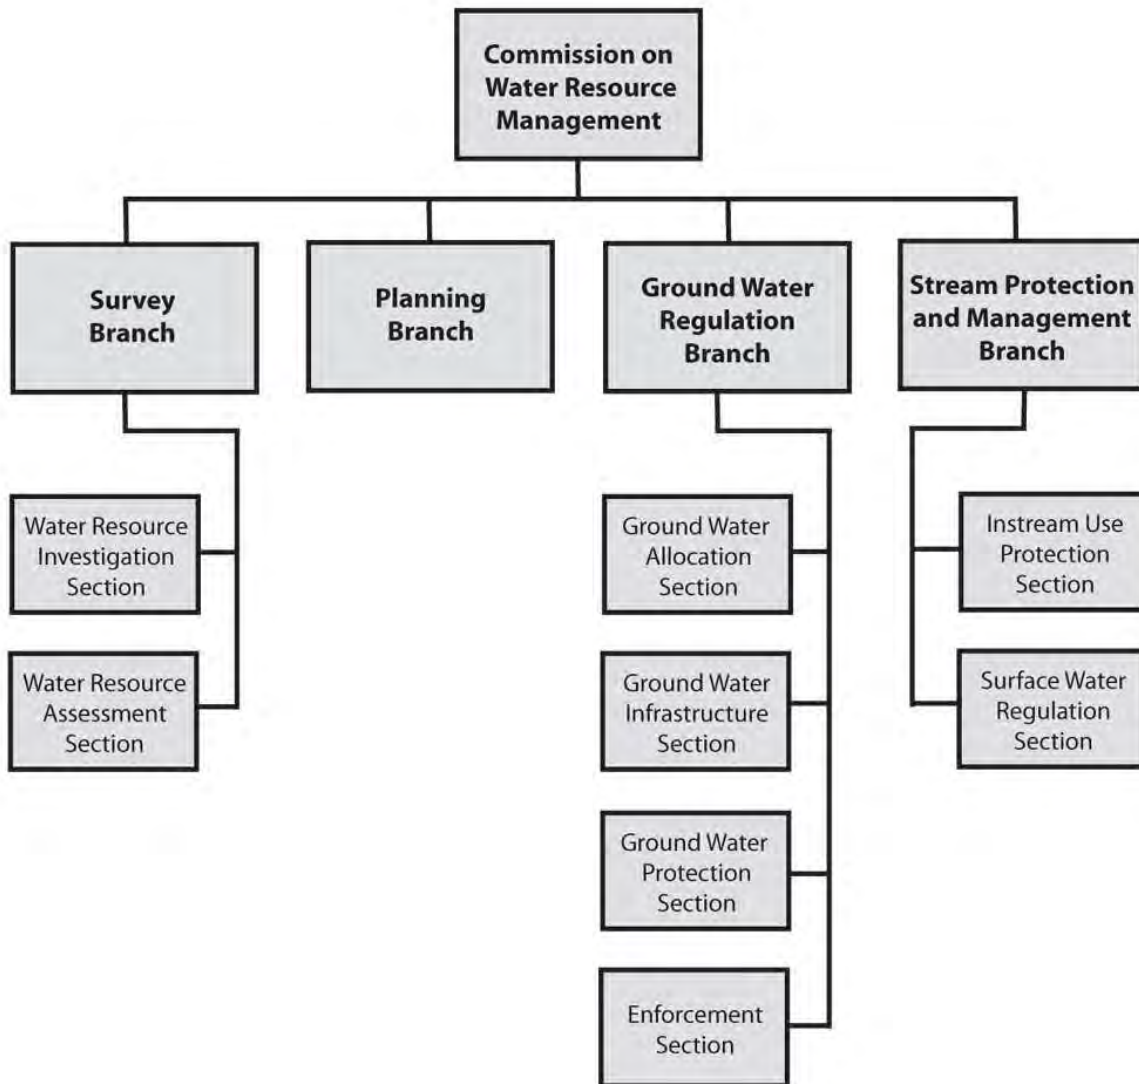 Commission on
Water Resource
Management
Survey
Branch
Planning
Branch
Ground Water
Regulation
Branch
Stream Protection
and Management
Branch
Water Resource
Investigation
Section
Water Resource
Assessment
Section
Ground Water
Allocation
Section
Ground Water
Infrastructure
Section
Ground Water
Protection
Section
Enforcement
Section
Instream Use
Protection
Section
Surface Water
Regulation
Section